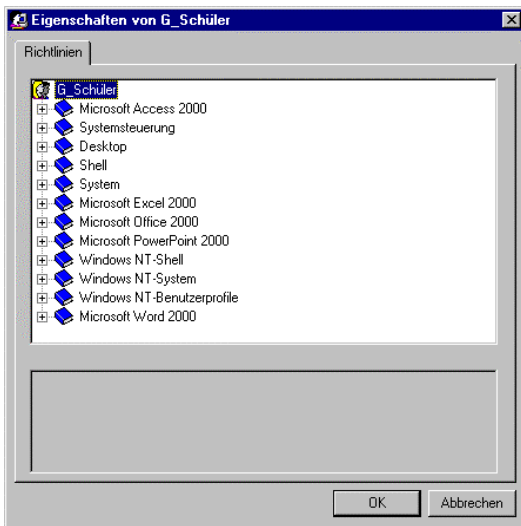 Eigenschaften von G_Schüler
Richtlinien
G_Schüler
Microsoft Access 2000
Systemsteuerung
Desktop
Shell
System
Microsoft Excel 2000
Microsoft Office 2000
Microsoft PowerPoint 2000
Windows NT-Shell
Windows NT-System
Windows NT-Benutzerprofile
Microsoft Word 2000
OK Abbrechen